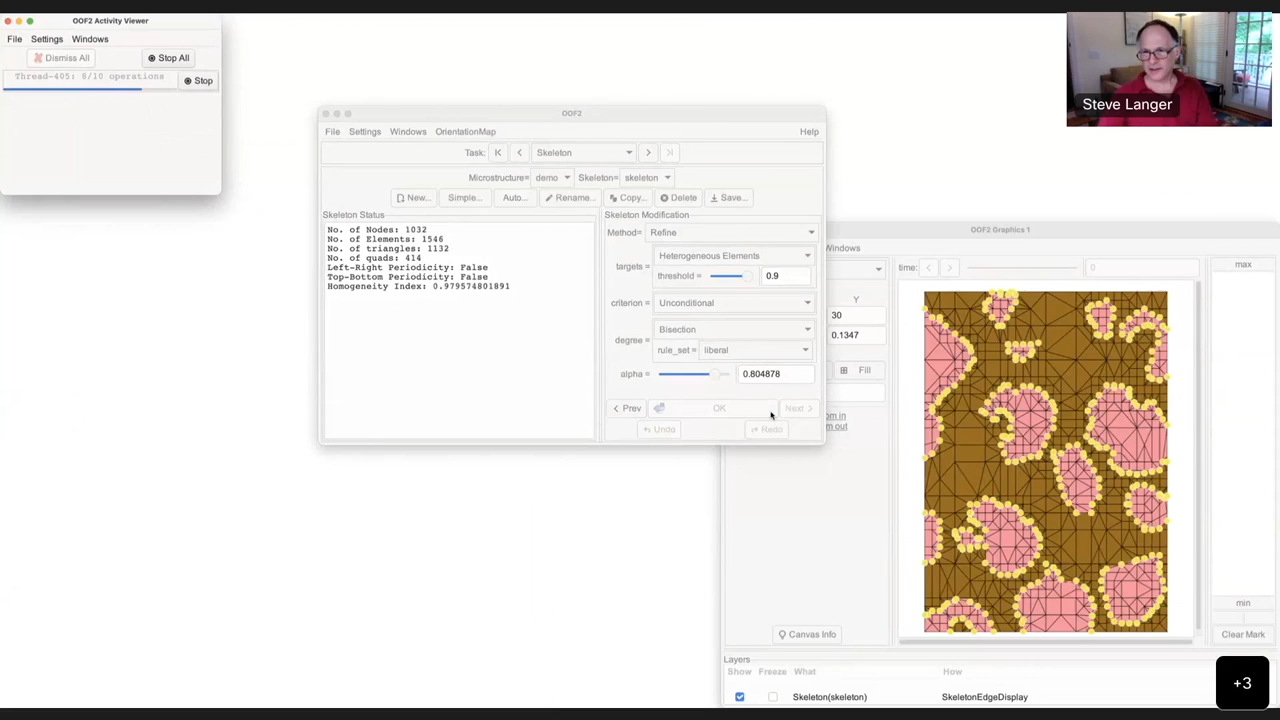 OOF2 Activity Viewer
File Settings Windows
Dismiss All Stop All
Thread-405: 8/10 operations Stop
Steve Langer
OOF2
File Settings Windows OrientationMap Help
Task: Skeleton
Microstructure= demo Skeleton= skeleton
New... Simple... Auto... Rename... Copy... Delete Save...
Skeleton Status
No. of Nodes: 1032
No. of Elements: 1546
No. of triangles: 1132
No. of quads: 414
Left-Right Periodicity: False
Top-Bottom Periodicity: False
Homogeneity Index: 0.979574801891
Skeleton Modification
Method= Refine
targets= Heterogeneous Elements
threshold = 0.9
criterion = Unconditional
degree = Bisection
rule_set = liberal
alpha = 0.804878
Prev OK Next
Undo Redo
OOF2 Graphics 1
Windows
time: 0
max
Y
30
0.1347
Fill
om in
m out
min
Canvas Info
Clear Mark
Layers
Show Freeze What How
Skeleton(skeleton) SkeletonEdgeDisplay
+3